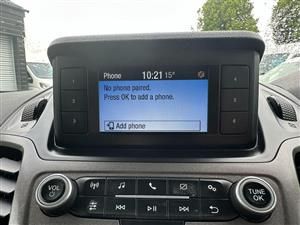 Phone 10:21 15°
No phone paired.
Press OK to add a phone.
Add phone
1
2
3
4
5
6
VOL
TUNE
OK